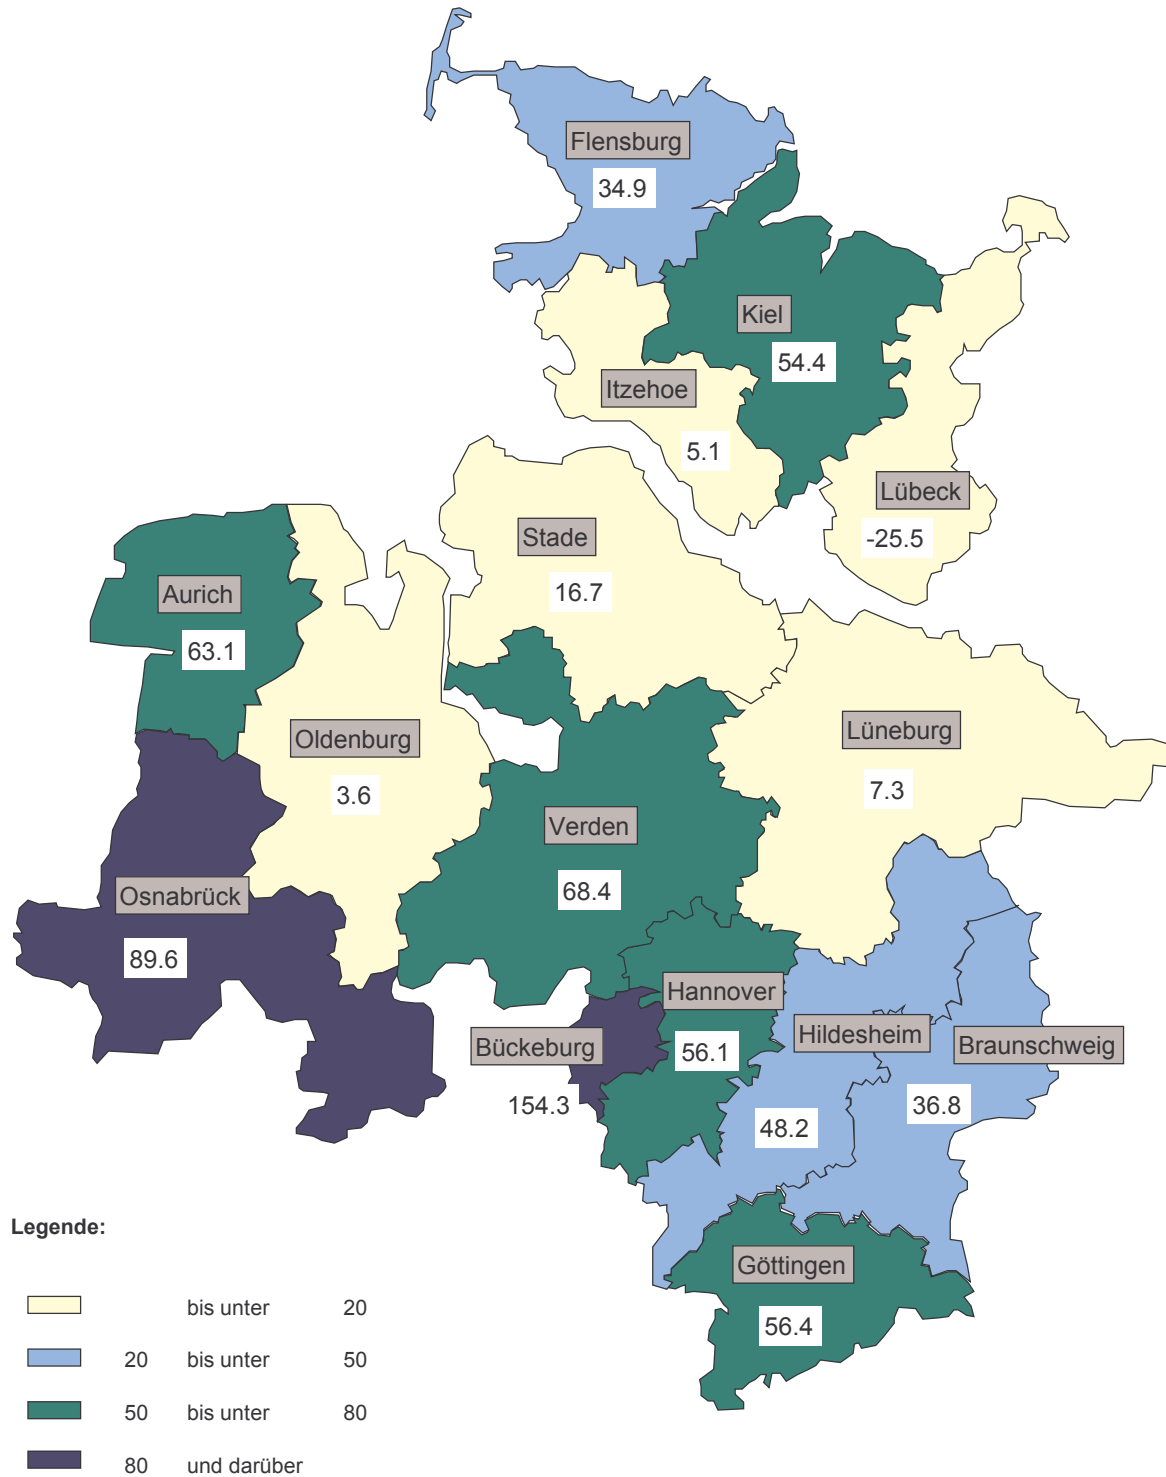 Flensburg
34.9
Kiel
54.4
Itzehoe
5.1
Lübeck
-25.5
Stade
16.7
Aurich
63.1
Oldenburg
3.6
Lüneburg
7.3
Verden
68.4
Osnabrück
89.6
Hannover
56.1
Bückeburg
154.3
Hildesheim
48.2
Braunschweig
36.8
Göttingen
56.4
Legende:
bis unter 20
20 bis unter 50
50 bis unter 80
80 und darüber